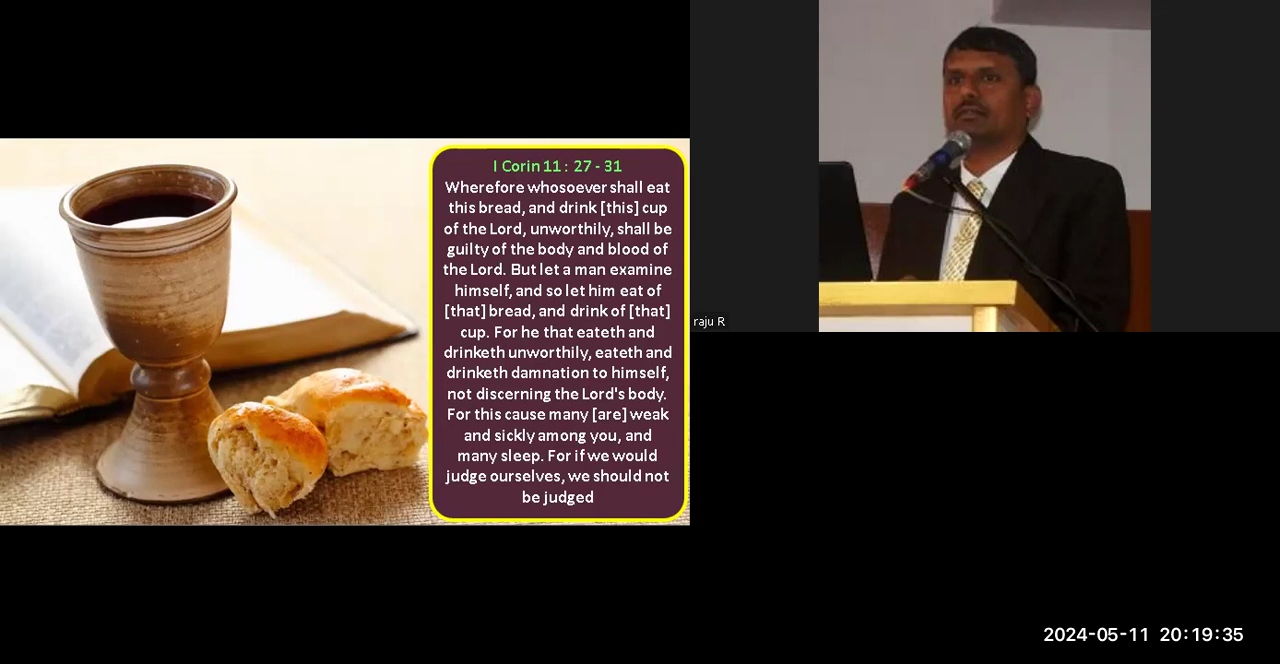 I Corin 11 : 27 - 31
Wherefore whosoever shall eat
this bread, and drink [this] cup
of the Lord, unworthily, shall be
guilty of the body and blood of
the Lord. But let a man examine
himself, and so let him eat of
[that] bread, and drink of [that]
cup. For he that eateth and
drinketh unworthily, eateth and
drinketh damnation to himself,
not discerning the Lord's body.
For this cause many [are] weak
and sickly among you, and
many sleep. For if we would
judge ourselves, we should not
be judged
raju R
2024-05-11 20:19:35